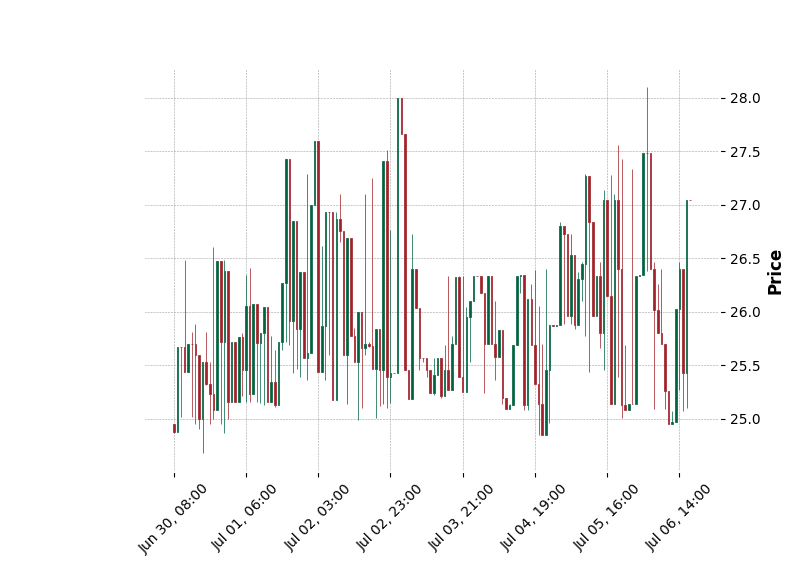 28.0
27.5
27.0
26.5
26.0
25.5
25.0
Price
Jun 30, 08:00
Jul 01, 06:00
Jul 02, 03:00
Jul 02, 23:00
Jul 03, 21:00
Jul 04, 19:00
Jul 05, 16:00
Jul 06, 14:00